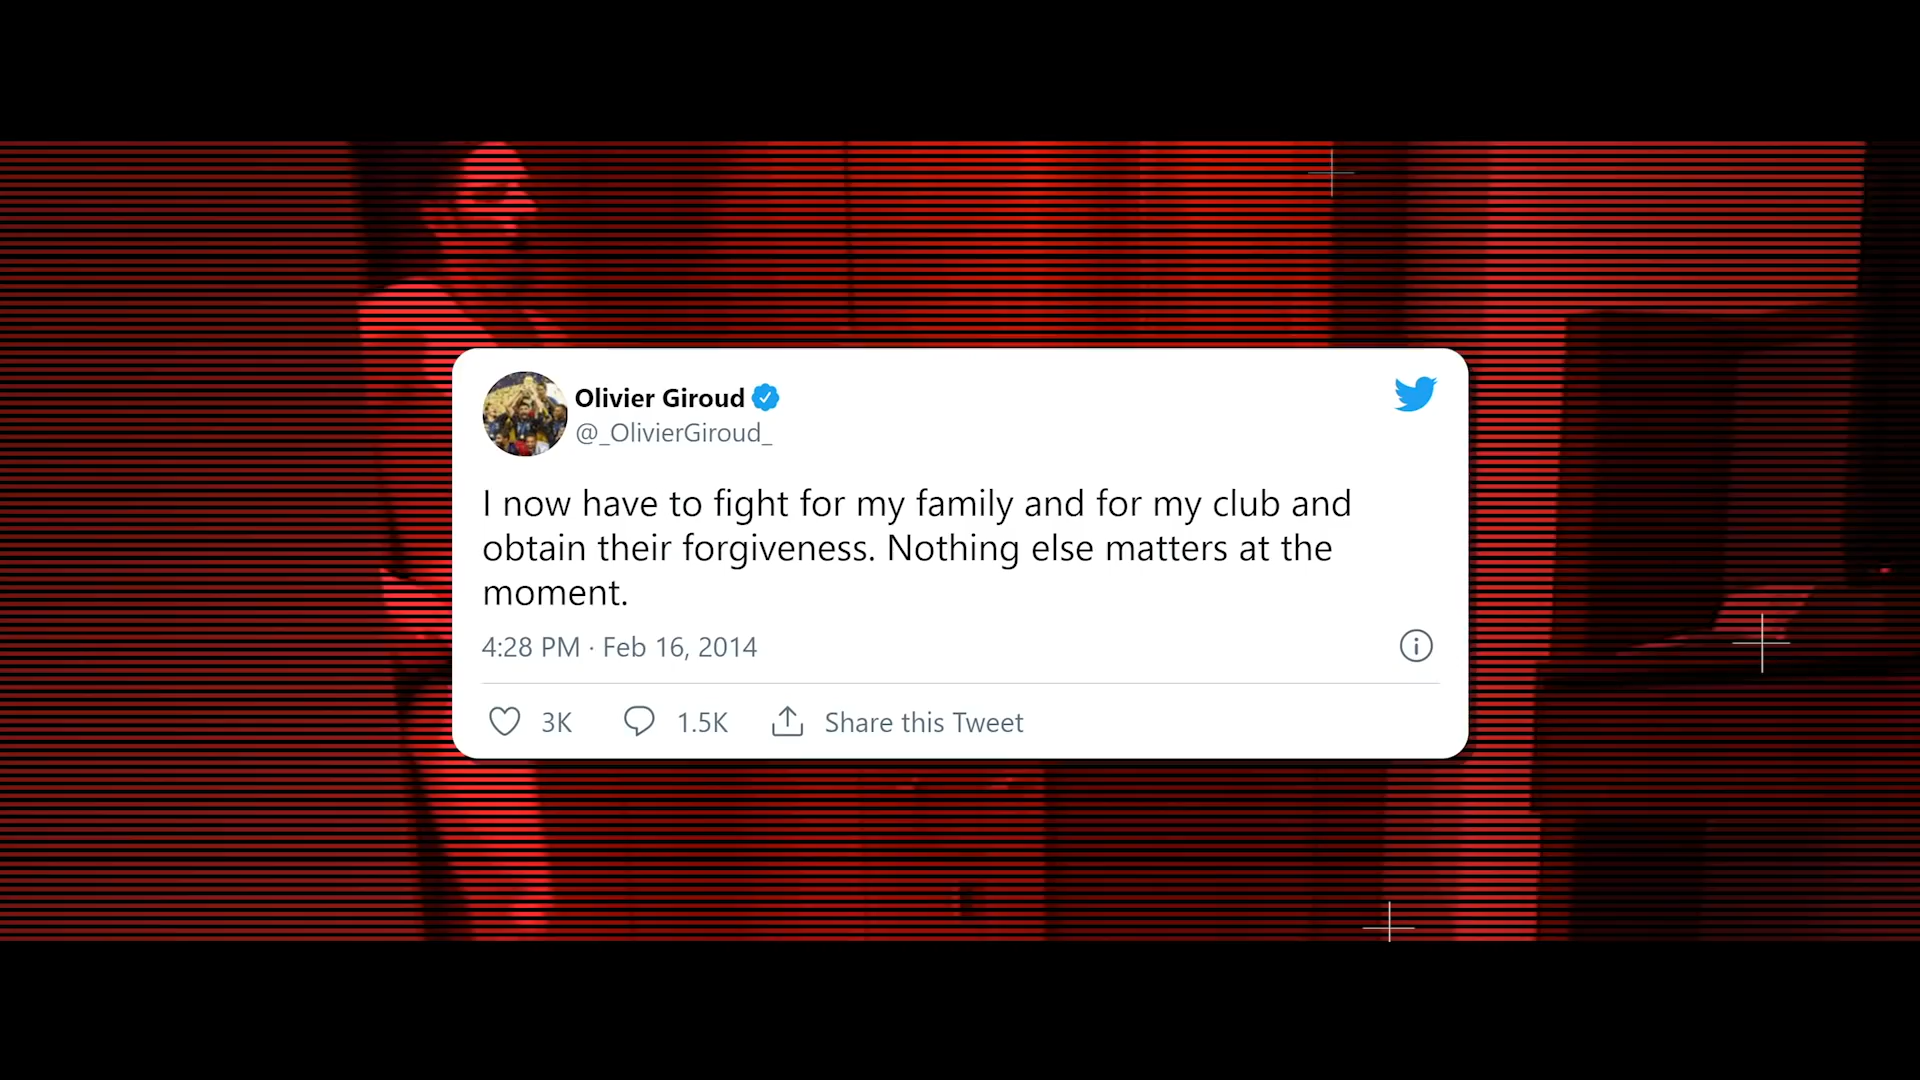 Olivier Giroud
@_OlivierGiroud_
I now have to fight for my family and for my club and
obtain their forgiveness. Nothing else matters at the
moment.
4:28 PM · Feb 16, 2014
3K 1.5K Share this Tweet